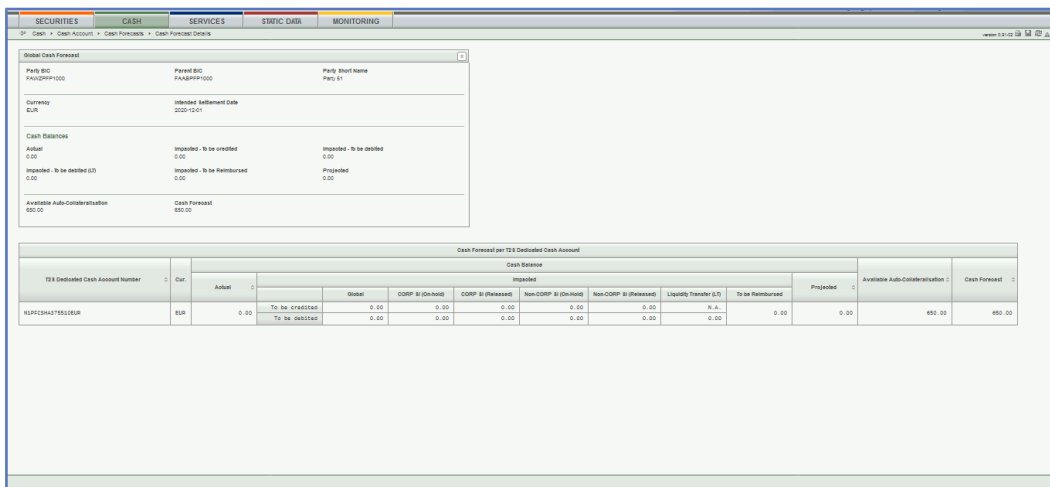 SECURITIES CASH SERVICES STATIC DATA MONITORING
Cash Cash Account Cash Forecasts Cash Forecast Details
Global Cash Forecast
Party BIC Parent BIC Party Short Name
FAWZPFP1000 FAABPFP1000 Party 51
Currency Intended Settlement Date
EUR 2020-12-01
Cash Balances
Actual Impacted - To be credited Impacted - To be debited
0.00 0.00 0.00
Impacted - To be debited (LT) Impacted - To be Reimbursed Projected
0.00 0.00 0.00
Available Auto-Collateralisation Cash Forecast
650.00 650.00
Cash Forecast per T2S Dedicated Cash Account
Cash Balance
T2S Dedicated Cash Account Number Cur. Impacted Available Auto-Collateralisation Cash Forecast
Actual Projected
Global CORP SI (On-hold) CORP SI (Released) Non-CORP SI (On-Hold) Non-CORP SI (Released) Liquidity Transfer (LT) To be Reimbursed
To be credited 0.00 0.00 0.00 0.00 0.00 N.A.
N1PFCSHA375510EUR EUR 0.00 0.00 0.00 650.00 650.00
To be debited 0.00 0.00 0.00 0.00 0.00 0.00